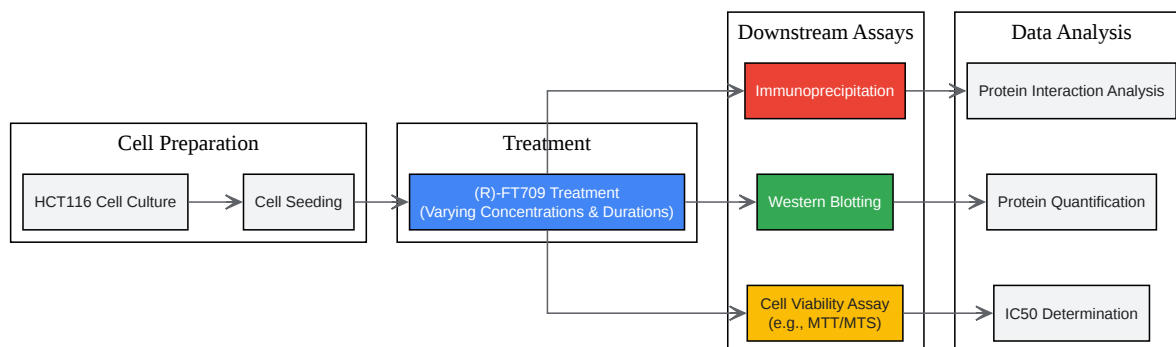 Cell Preparation
HCT116 Cell Culture
Cell Seeding
Treatment
(R)-FT709 Treatment
(Varying Concentrations & Durations)
Downstream Assays
Immunoprecipitation
Western Blotting
Cell Viability Assay
(e.g., MTT/MTS)
Data Analysis
Protein Interaction Analysis
Protein Quantification
IC50 Determination